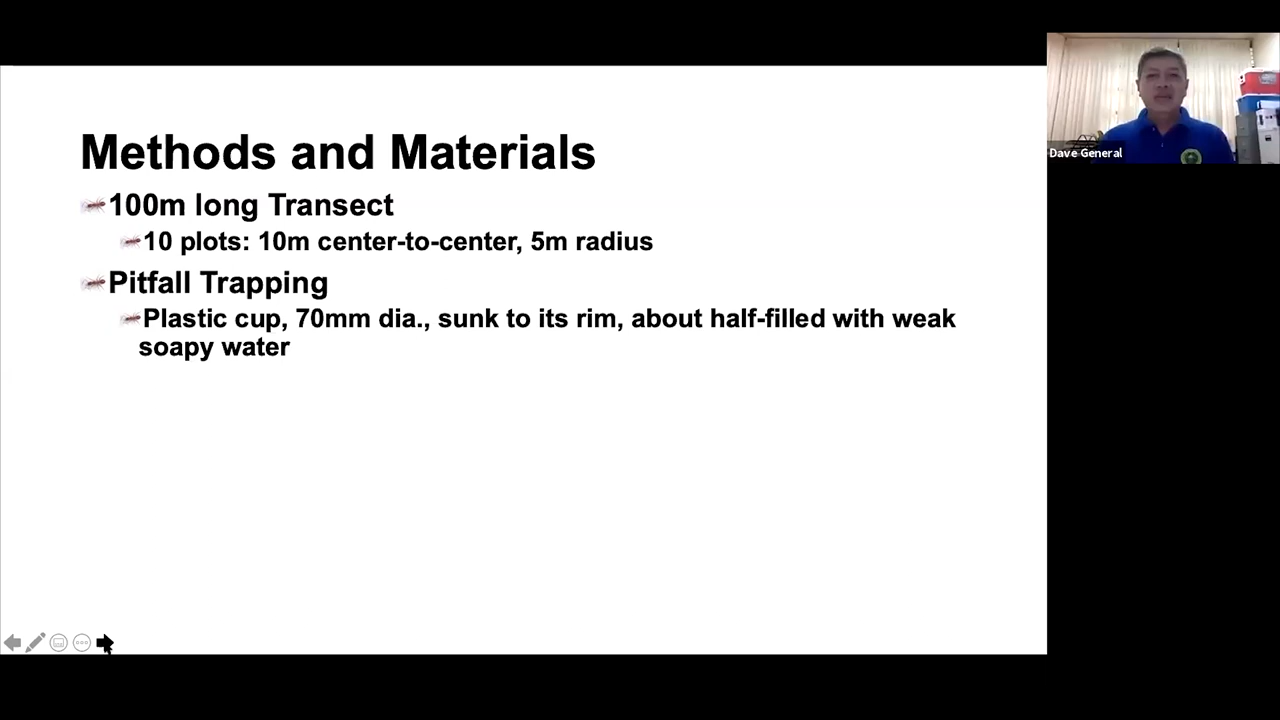 Methods and Materials
100m long Transect
10 plots: 10m center-to-center, 5m radius
Pitfall Trapping
Plastic cup, 70mm dia., sunk to its rim, about half-filled with weak
soapy water
Dave General